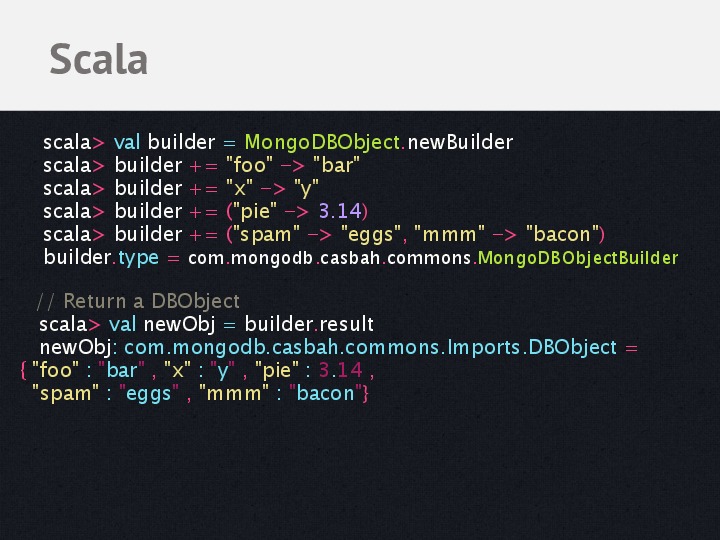 Scala
scala> val builder = MongoDBObject.newBuilder
scala> builder += "foo" -> "bar"
scala> builder += "x" -> "y"
scala> builder += ("pie" -> 3.14)
scala> builder += ("spam" -> "eggs", "mmm" -> "bacon")
builder.type = com.mongodb.casbah.commons.MongoDBObjectBuilder
// Return a DBObject
scala> val newObj = builder.result
newObj: com.mongodb.casbah.commons.Imports.DBObject =
{ "foo" : "bar" , "x" : "y" , "pie" : 3.14 ,
"spam" : "eggs" , "mmm" : "bacon"}